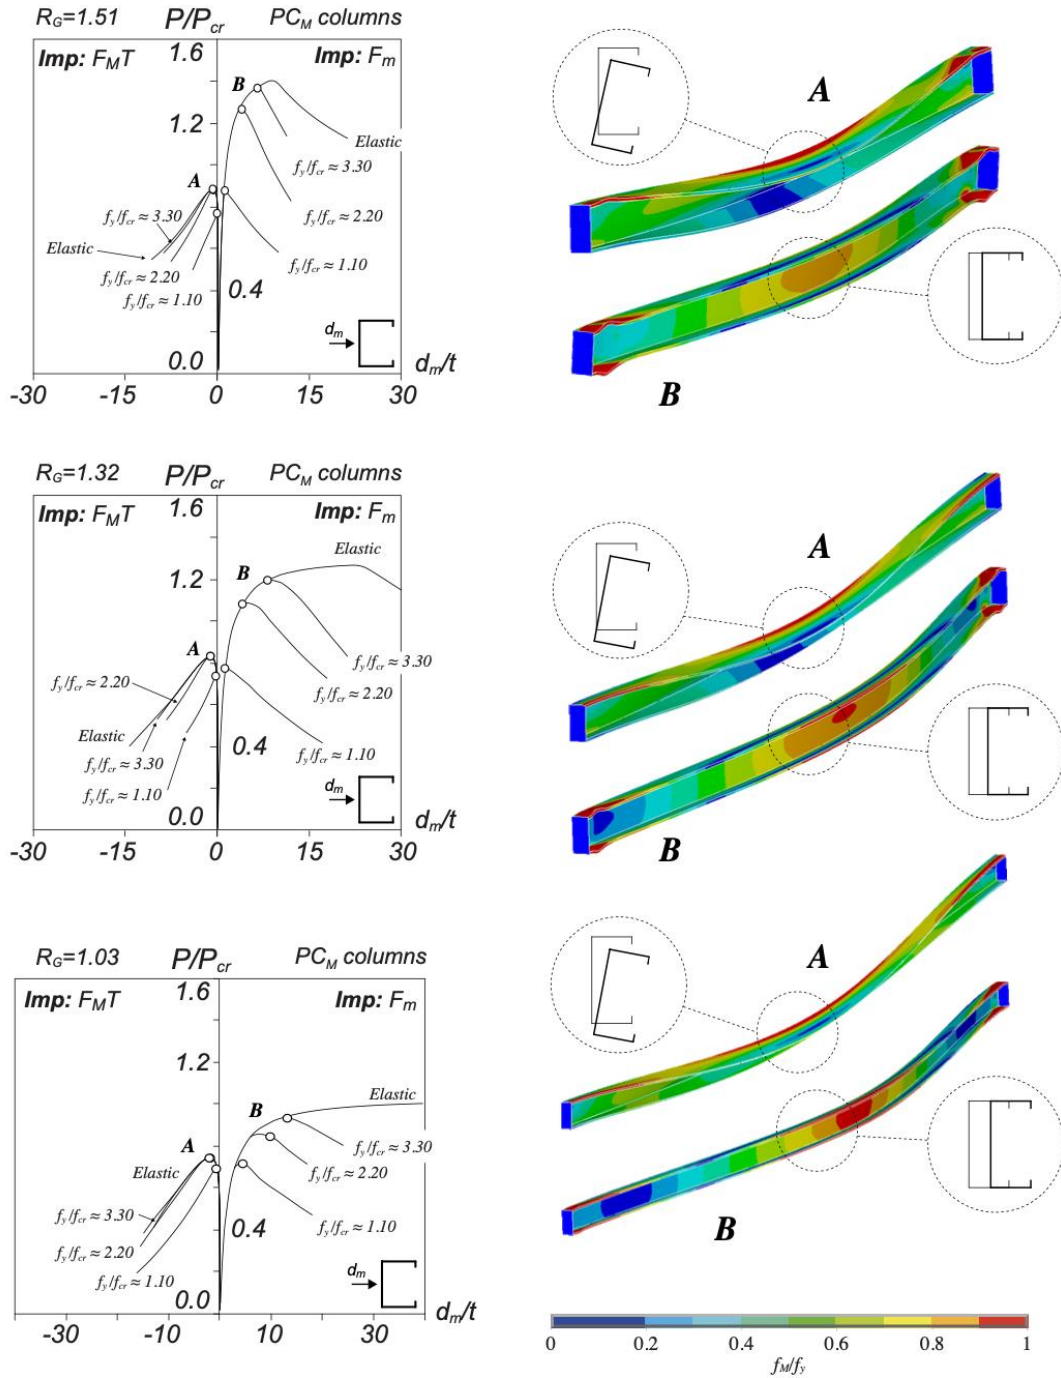 R_G=1.51 P/P_cr PC_M columns
1.6
Imp: F_MT Imp: F_m
B
1.2
Elastic
A
f_y/f_cr ≈ 3.30
f_y/f_cr ≈ 3.30
f_y/f_cr ≈ 2.20
Elastic
f_y/f_cr ≈ 2.20
f_y/f_cr ≈ 1.10
f_y/f_cr ≈ 1.10
0.4
d_m
0.0
d_m/t
-30 -15 0 15 30
A
B
R_G=1.32 P/P_cr PC_M columns
1.6
Imp: F_MT Imp: F_m
Elastic
B
1.2
A
f_y/f_cr ≈ 3.30
f_y/f_cr ≈ 2.20
f_y/f_cr ≈ 2.20
Elastic
0.4
f_y/f_cr ≈ 1.10
f_y/f_cr ≈ 3.30
f_y/f_cr ≈ 1.10
d_m
0.0
d_m/t
-30 -15 0 15 30
A
B
R_G=1.03 P/P_cr PC_M columns
1.6
Imp: F_MT Imp: F_m
1.2
Elastic
B
A
f_y/f_cr ≈ 3.30
Elastic
f_y/f_cr ≈ 2.20
f_y/f_cr ≈ 3.30
0.4
f_y/f_cr ≈ 1.10
f_y/f_cr ≈ 2.20
f_y/f_cr ≈ 1.10
d_m
0.0
d_m/t
-30 -10 10 30
A
B
0 0.2 0.4 0.6 0.8 1
f_M/f_y